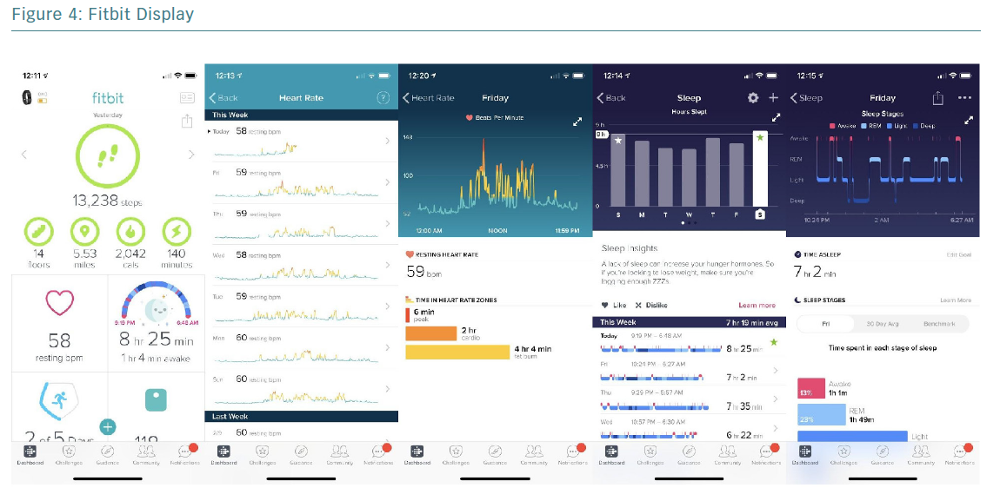 Figure 4: Fitbit Display
12:11
fitbit
Yesterday
13,238 steps
14
floors
5.53
miles
2,042
cals
140
minutes
58
resting bpm
9:19 PM
6:48 AM
8 hr 25 min
1 hr 4 min awake
2 of 5 Days
Dashboard
Challenges
Guidance
Community
Notifications
12:13
Back
Heart Rate
?
This Week
Today 58 resting bpm
Fri 59 resting bpm
Thu 59 resting bpm
Wed 58 resting bpm
Tue 59 resting bpm
Mon 60 resting bpm
Sun 60 resting bpm
Last Week
2/9 60 resting bpm
Dashboard
Challenges
Guidance
Community
Notifications
12:20
Heart Rate
Friday
Beats Per Minute
100
52
12:00 AM
NOON
11:59 PM
RESTING HEART RATE
59 bpm
TIME IN HEART RATE ZONES
6 min
peak
2 hr
cardio
4 hr 4 min
fat burn
Dashboard
Challenges
Guidance
Community
Notifications
12:14
Back
Sleep
Hours Slept
8 h
4.5 h
0
S
M
T
W
T
F
S
Sleep Insights
A lack of sleep can increase your hunger hormones. So
if you're looking to lose weight, make sure you're
logging enough ZZZ's.
Like
Dislike
Learn more
This Week
7 hr 19 min avg
Today
9:19 PM – 6:48 AM
8 hr 25 min
Fri
10:24 PM – 6:27 AM
7 hr 2 min
Thu
9:29 PM – 5:57 AM
7 hr 35 min
Wed
10:57 PM – 6:30 AM
6 hr 22 min
Dashboard
Challenges
Guidance
Community
Notifications
12:15
Sleep
Friday
Sleep Stages
Awake
REM
Light
Deep
Awake
REM
Light
Deep
10:24 PM
2 AM
6:27 AM
TIME ASLEEP
Edit Goal
7 hr 2 min
SLEEP STAGES
Learn More
Fri
30 Day Avg
Benchmark
Time spent in each stage of sleep
13%
Awake
1h 1m
23%
REM
1h 49m
Light
Dashboard
Challenges
Guidance
Community
Notifications